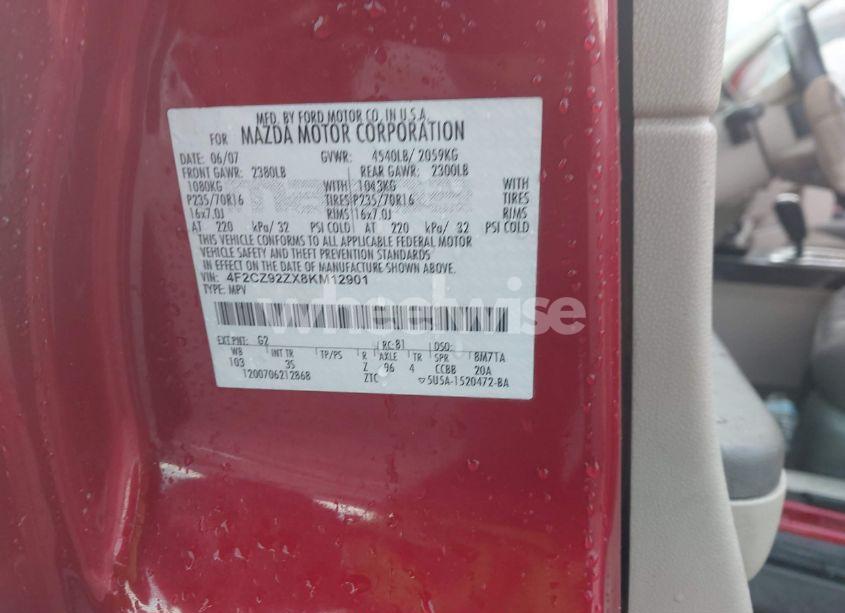 MFD. BY FORD MOTOR CO. IN U.S.A.
FOR MAZDA MOTOR CORPORATION
DATE: 06/07 GVWR: 4540LB/ 2059KG
FRONT GAWR: 2380LB REAR GAWR: 2300LB
1080KG WITH 1043KG WITH
P235/70R16 TIRES P235/70R16 TIRES
16x7.0J RIMS 16x7.0J RIMS
AT 220 kPa/ 32 PSI COLD AT 220 kPa/ 32 PSI COLD
THIS VEHICLE CONFORMS TO ALL APPLICABLE FEDERAL MOTOR
VEHICLE SAFETY AND THEFT PREVENTION STANDARDS
IN EFFECT ON THE DATE OF MANUFACTURE SHOWN ABOVE.
VIN: 4F2CZ92ZX8KM12901
TYPE: MPV
wheelwise
EXT PNT: G2 RC: 81 DSO:
WB INT TR TP/PS R AXLE TR SPR 8M7TA
103 3S Z 96 4 CCBB 20A
T200706212868 ZTC 5U5A-1520472-BA